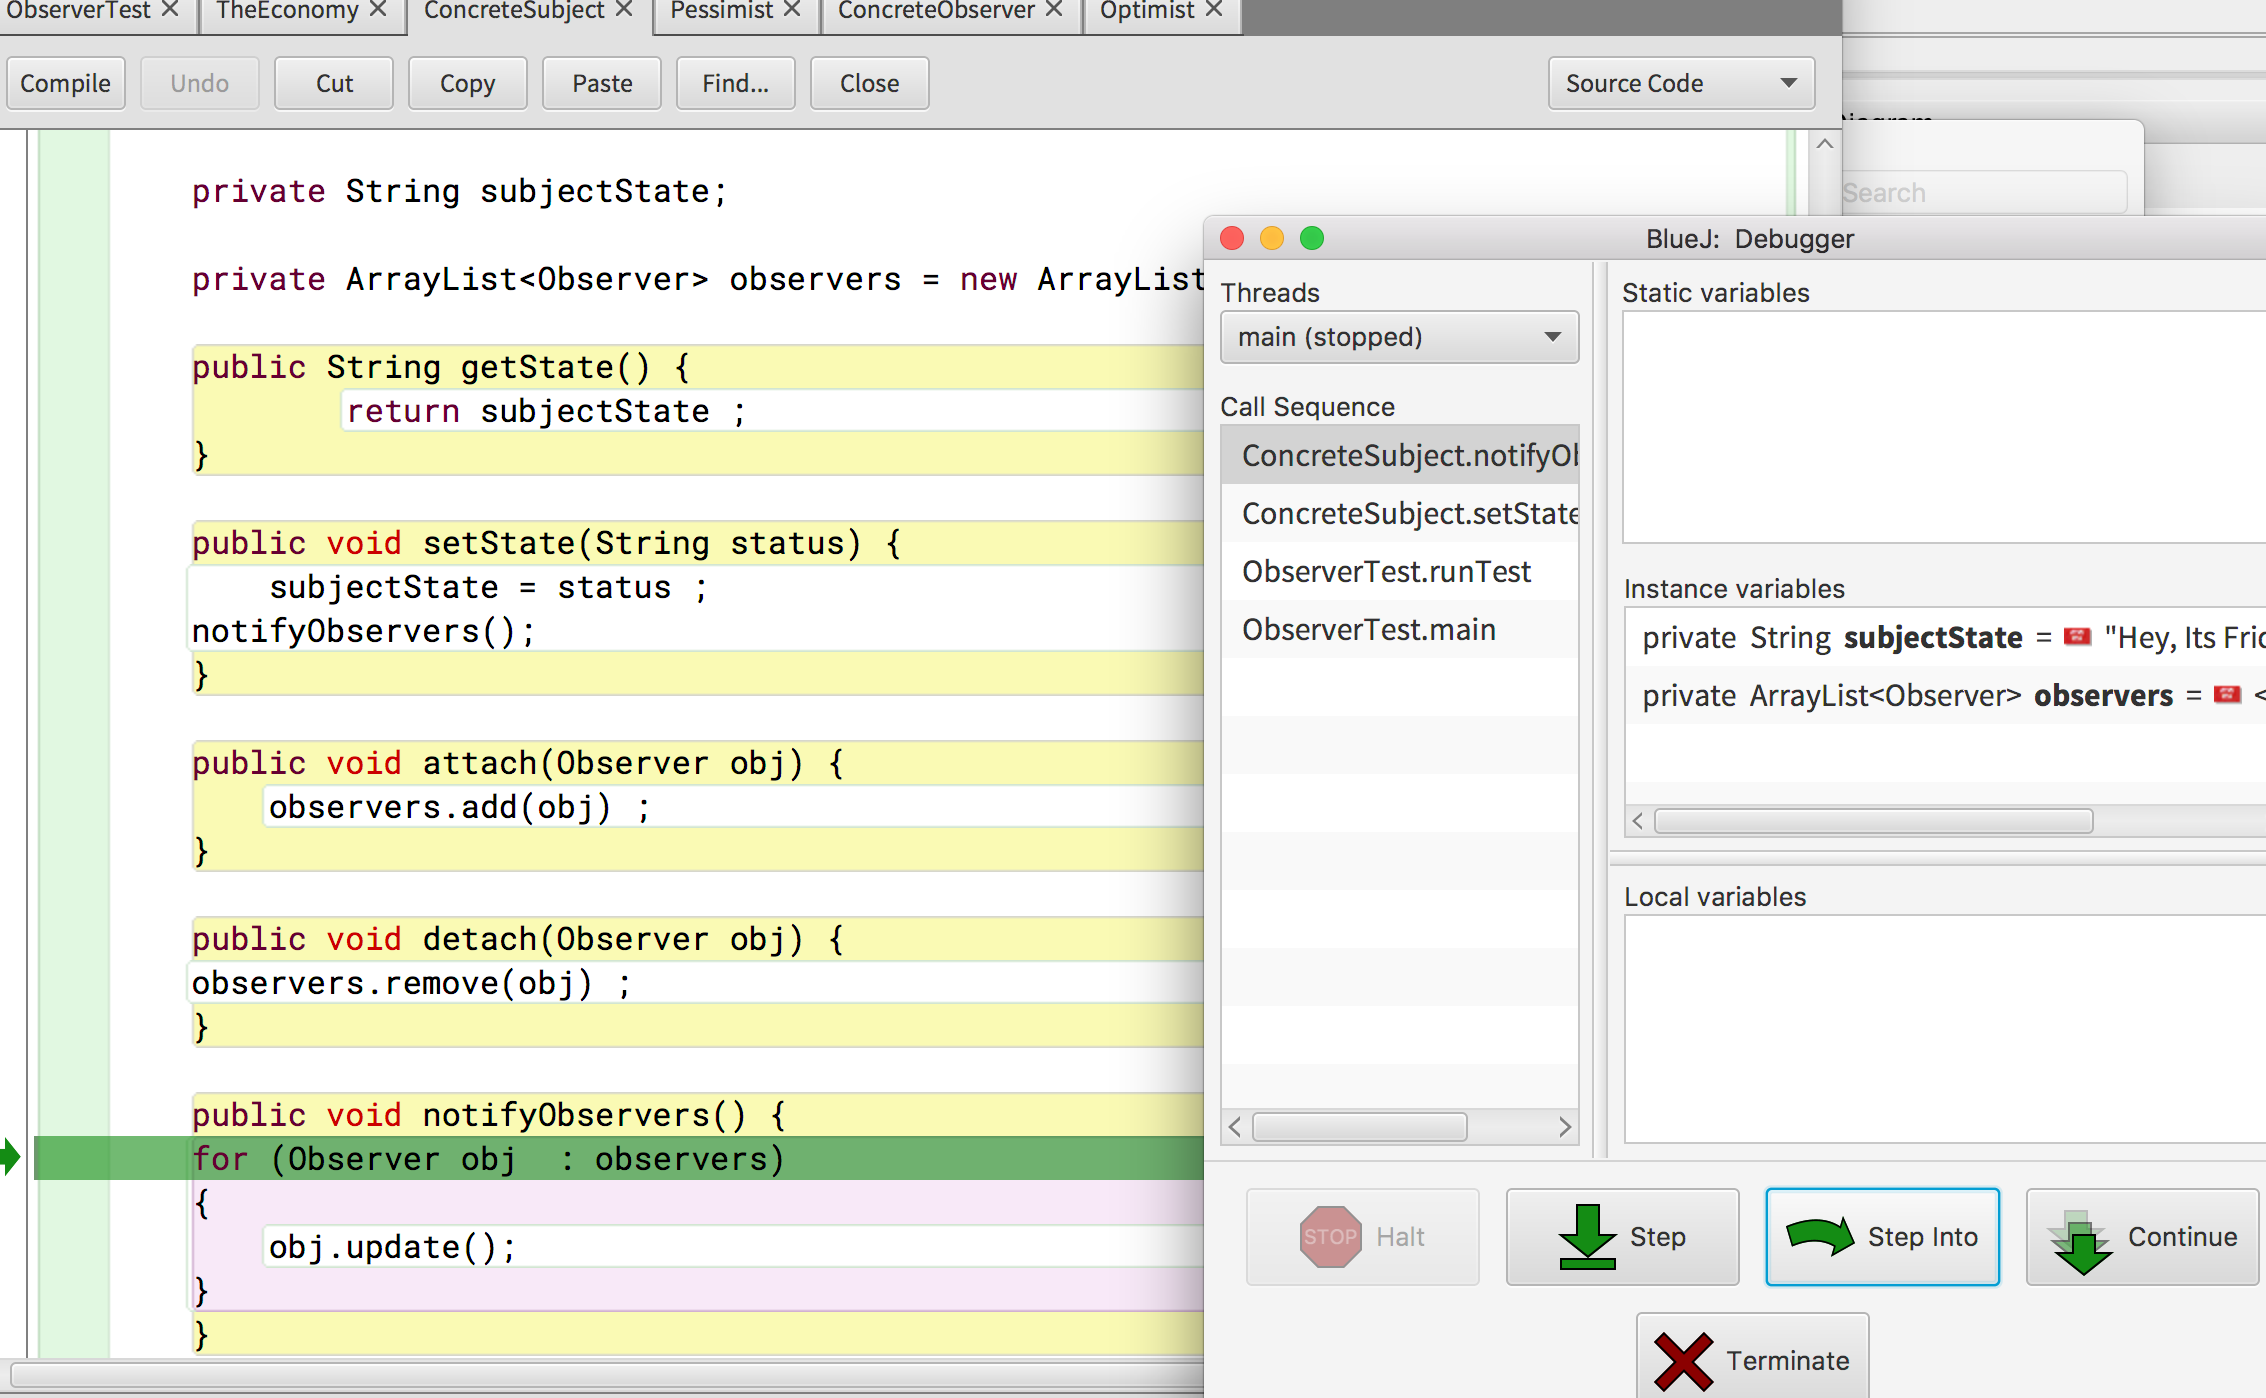 ObserverTest TheEconomy ConcreteSubject Pessimist ConcreteObserver Optimist
Compile Undo Cut Copy Paste Find... Close Source Code
Diagram
Search
private String subjectState;
private ArrayList<Observer> observers = new ArrayList
public String getState() {
return subjectState ;
}
public void setState(String status) {
subjectState = status ;
notifyObservers();
}
public void attach(Observer obj) {
observers.add(obj) ;
}
public void detach(Observer obj) {
observers.remove(obj) ;
}
public void notifyObservers() {
for (Observer obj  : observers)
{
obj.update();
}
}
BlueJ: Debugger
Threads
main (stopped)
Call Sequence
ConcreteSubject.notifyOb
ConcreteSubject.setState
ObserverTest.runTest
ObserverTest.main
Static variables
Instance variables
private String subjectState = "Hey, Its Frid
private ArrayList<Observer> observers = <
Local variables
STOP Halt Step Step Into Continue
Terminate